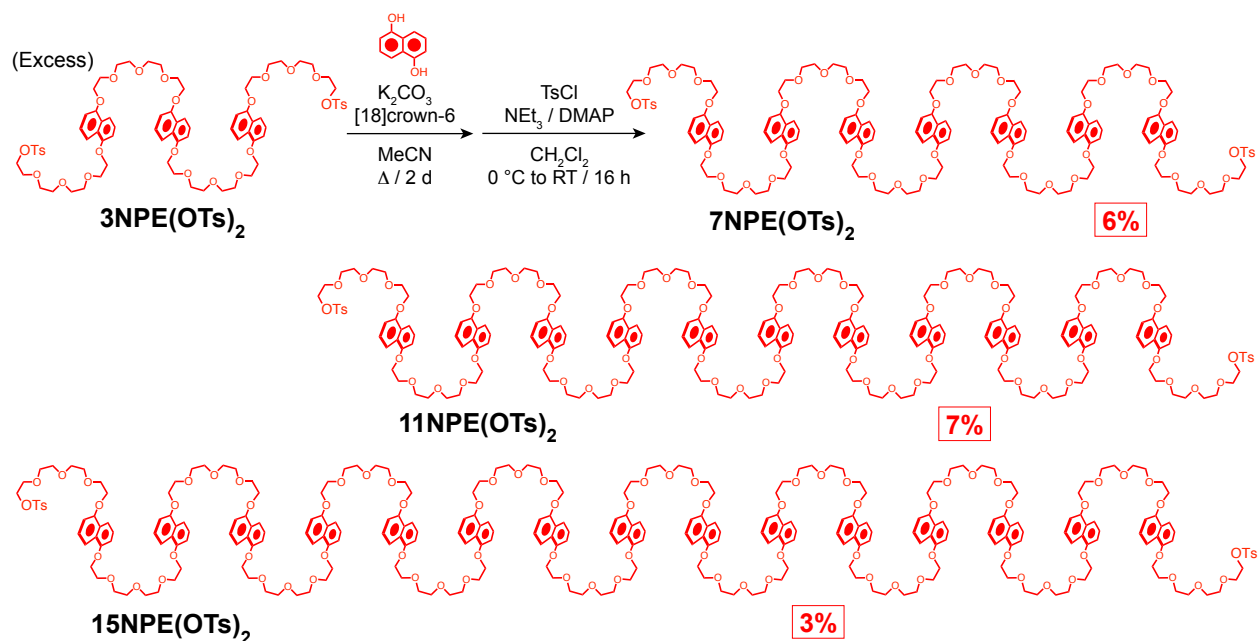 (Excess)
OH
OH
K₂CO₃
[18]crown-6
MeCN
Δ / 2 d
TsCl
NEt₃ / DMAP
CH₂Cl₂
0 °C to RT / 16 h
OTs
OTs
3NPE(OTs)₂
OTs
OTs
7NPE(OTs)₂
6%
OTs
OTs
11NPE(OTs)₂
7%
OTs
OTs
15NPE(OTs)₂
3%